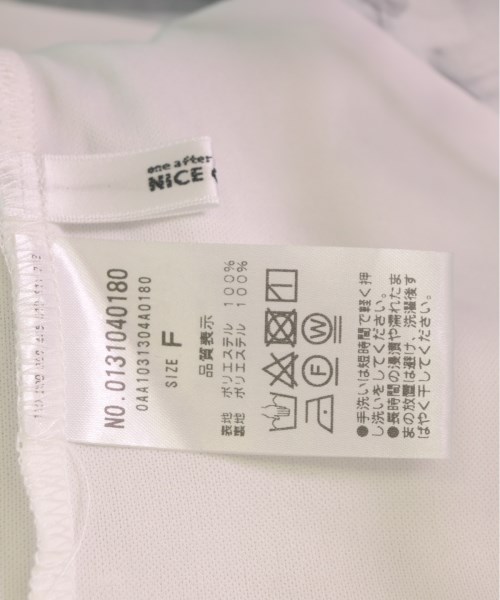 one after
NICE
NO.0131040180
0AA1031304A0180
SIZE F
品質表示
表地 ポリエステル 100%
裏地 ポリエステル 100%
F W
●手洗いは短時間で軽く押
し洗いをしてください。
●長時間の浸漬や濡れたま
まの放置は避け、洗濯後す
ばやく干してください。